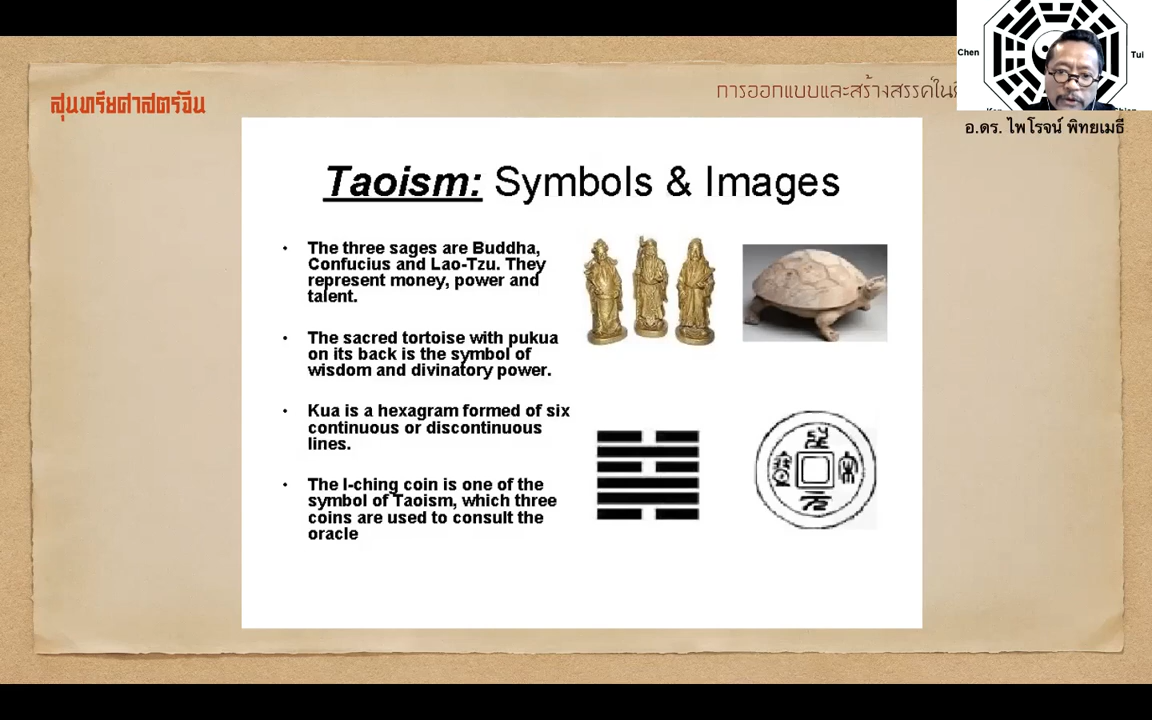 สุนทรียศาสตร์จีน
การออกแบบและสร้างสรรค์ใน
Chen
Tui
อ.ดร. ไพโรจน์ พิทยเมธี
Taoism: Symbols & Images
• The three sages are Buddha,
Confucius and Lao-Tzu. They
represent money, power and
talent.
• The sacred tortoise with pukua
on its back is the symbol of
wisdom and divinatory power.
• Kua is a hexagram formed of six
continuous or discontinuous
lines.
• The I-ching coin is one of the
symbol of Taoism, which three
coins are used to consult the
oracle